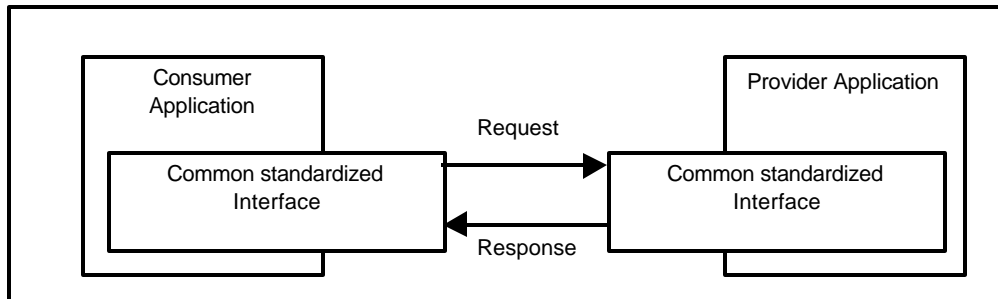 Consumer
Application
Provider Application
Request
Common standardized
Interface
Common standardized
Interface
Response